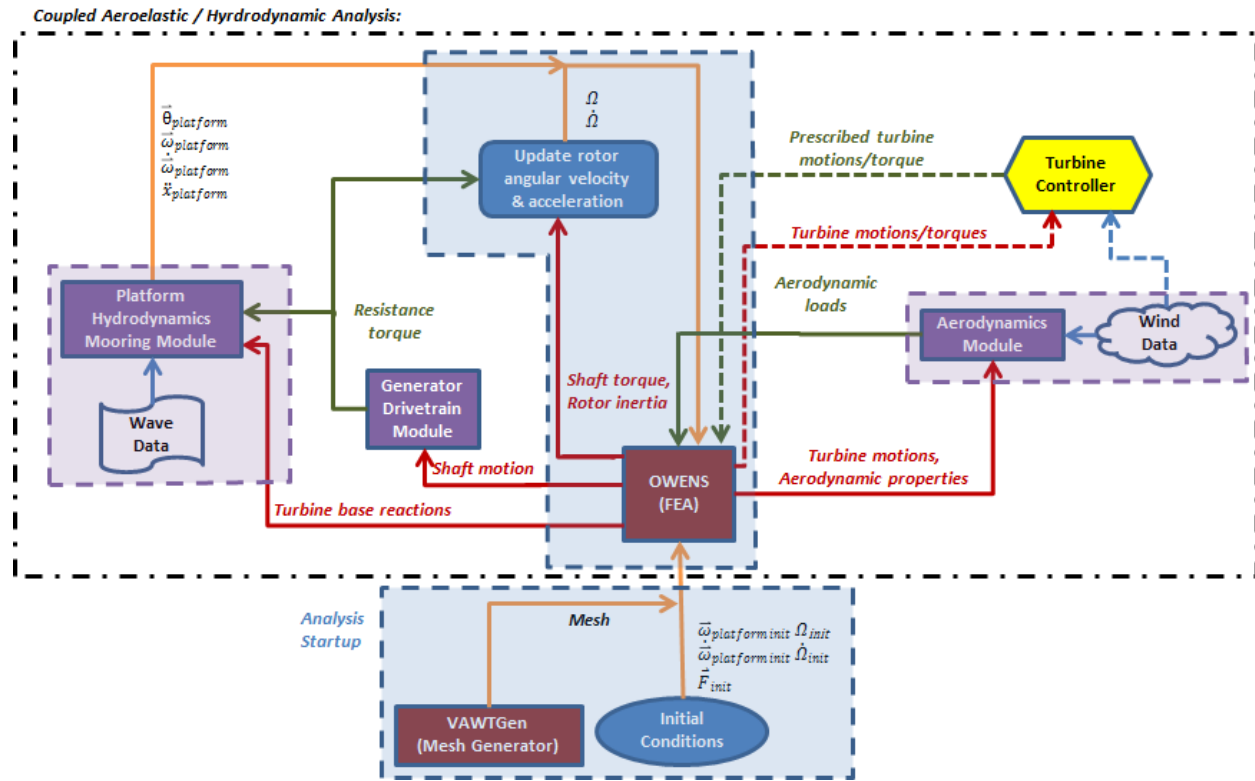 Coupled Aeroelastic / Hyrdrodynamic Analysis:
θ⃗platform
ω⃗platform
ω⃗̇platform
ẍplatform
Ω
Ω̇
Update rotor
angular velocity
& acceleration
Prescribed turbine
motions/torque
Turbine
Controller
Turbine motions/torques
Platform
Hydrodynamics
Mooring Module
Resistance
torque
Aerodynamic
loads
Aerodynamics
Module
Wind
Data
Wave
Data
Generator
Drivetrain
Module
Shaft torque,
Rotor inertia
Shaft motion
OWENS
(FEA)
Turbine motions,
Aerodynamic properties
Turbine base reactions
Analysis
Startup
Mesh
ω⃗platform init Ωinit
ω⃗̇platform init Ω̇init
F⃗init
VAWTGen
(Mesh Generator)
Initial
Conditions